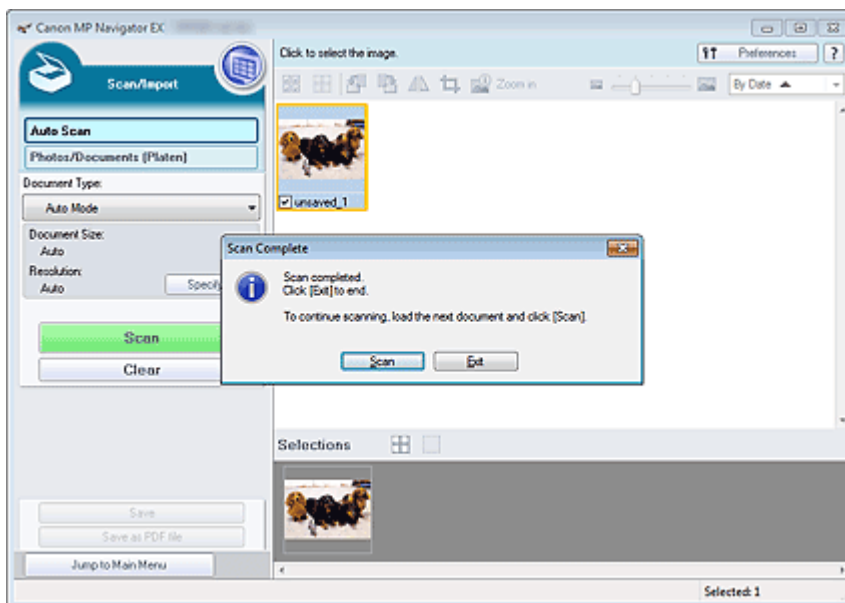 Canon MP Navigator EX
Scan/Import
Click to select the image.
Preferences
?
Zoom in
By Date
Auto Scan
Photos/Documents (Platen)
Document Type:
Auto Mode
Document Size:
Auto
Resolution:
Auto
Scan
Clear
unsaved_1
Scan Complete
Scan completed.
Click [Exit] to end.
To continue scanning, load the next document and click [Scan].
Scan
Exit
Selections
Save
Save as PDF file
Jump to Main Menu
Selected: 1